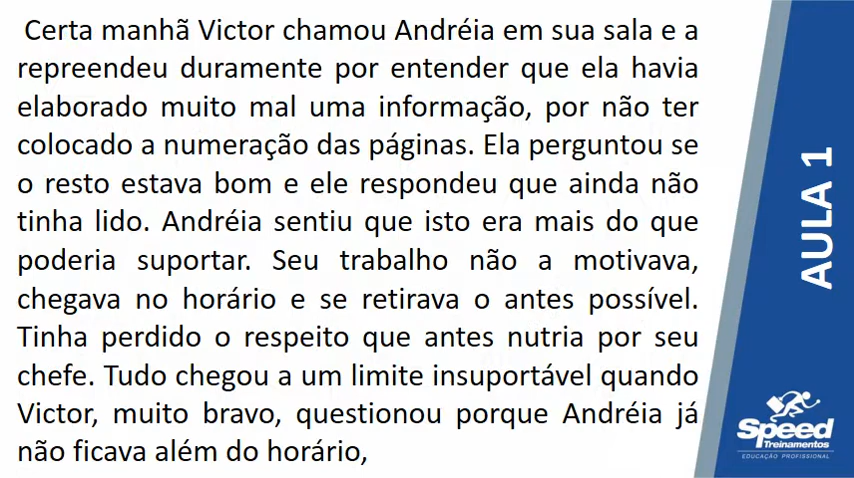 Certa manhã Victor chamou Andréia em sua sala e a
repreendeu duramente por entender que ela havia
elaborado muito mal uma informação, por não ter
colocado a numeração das páginas. Ela perguntou se
o resto estava bom e ele respondeu que ainda não
tinha lido. Andréia sentiu que isto era mais do que
poderia suportar. Seu trabalho não a motivava,
chegava no horário e se retirava o antes possível.
Tinha perdido o respeito que antes nutria por seu
chefe. Tudo chegou a um limite insuportável quando
Victor, muito bravo, questionou porque Andréia já
não ficava além do horário,
AULA 1
Speed
Treinamentos
EDUCAÇÃO PROFISSIONAL